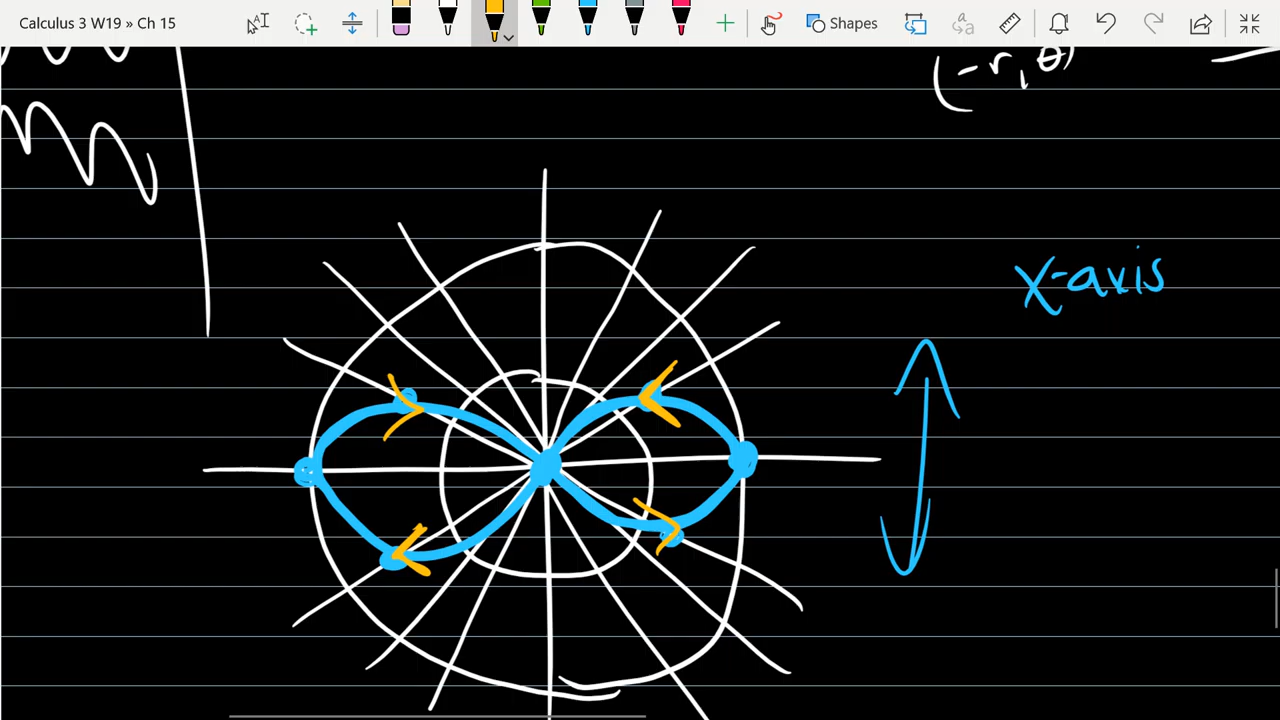 Calculus 3 W19 » Ch 15
Shapes
(-r, θ)
x-axis